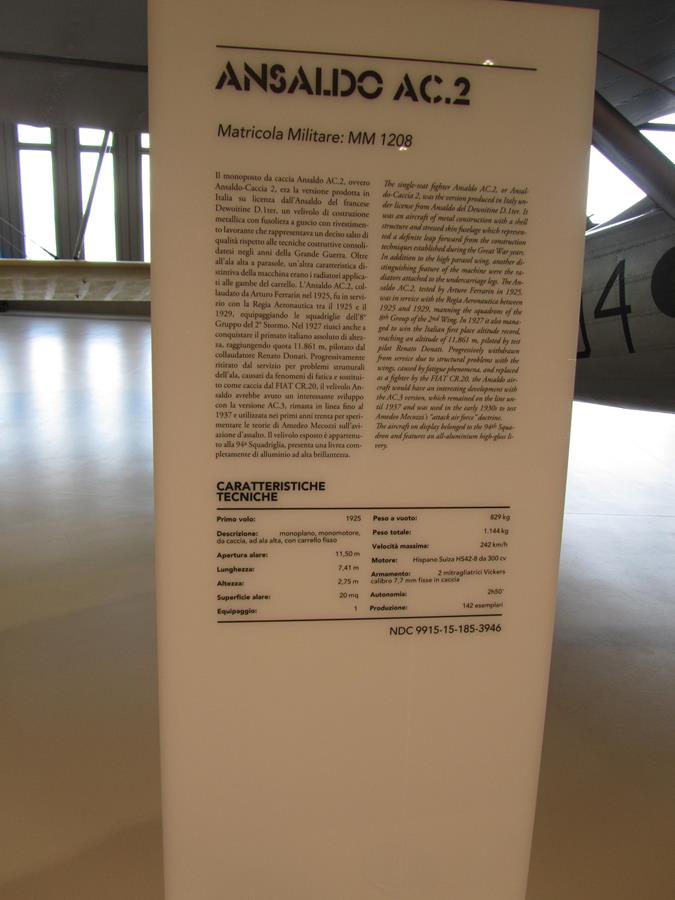 ANSALDO AC.2
Matricola Militare: MM 1208
Il monoposto da caccia Ansaldo AC.2, ovvero
Ansaldo-Caccia 2, era la versione prodotta in
Italia su licenza dall'Ansaldo del francese
Dewoitine D.1ter, un velivolo di costruzione
metallica con fusoliera a guscio con rivestimen-
to lavorante che rappresentava un deciso salto di
qualità rispetto alle tecniche costruttive consoli-
datesi negli anni della Grande Guerra. Oltre
all'ala alta a parasole, un'altra caratteristica di-
stintiva della macchina erano i radiatori applica-
ti alle gambe del carrello. L'Ansaldo AC.2, col-
laudato da Arturo Ferrarin nel 1925, fu in servi-
zio con la Regia Aeronautica tra il 1925 e il
1929, equipaggiando le squadriglie dell'8°
Gruppo del 2° Stormo. Nel 1927 riuscì anche a
conquistare il primato italiano assoluto di altez-
za, raggiungendo quota 11.861 m, pilotato dal
collaudatore Renato Donati. Progressivamente
ritirato dal servizio per problemi strutturali
dell'ala, causati da fenomeni di fatica e sostitui-
to come caccia dal FIAT CR.20, il velivolo An-
saldo avrebbe avuto un interessante sviluppo
con la versione AC.3, rimasta in linea fino al
1937 e utilizzata nei primi anni trenta per speri-
mentare le teorie di Amedeo Mecozzi sull'avi-
azione d'assalto. Il velivolo esposto è appartenu-
to alla 94ª Squadriglia, presenta una livrea com-
pletamente di alluminio ad alta brillantezza.
The single-seat fighter Ansaldo AC.2, or Ansal-
do-Caccia 2, was the version produced in Italy un-
der license from Ansaldo del Dewoitine D.1ter. It
was an aircraft of metal construction with a shell
structure and stressed skin fuselage which represen-
ted a definite leap forward from the construction
techniques established during the Great War years.
In addition to the high parasol wing, another di-
stinguishing feature of the machine were the ra-
diators attached to the undercarriage legs. The An-
saldo AC.2, tested by Arturo Ferrarin in 1925,
was in service with the Regia Aeronautica between
1925 and 1929, manning the squadrons of the
8th Group of the 2nd Wing. In 1927 it also mana-
ged to win the Italian first place altitude record,
reaching an altitude of 11.861 m, piloted by test
pilot Renato Donati. Progressively withdrawn
from service due to structural problems with the
wings, caused by fatigue phenomena, and replaced
as a fighter by the FIAT CR.20, the Ansaldo air-
craft would have an interesting development with
the AC.3 version, which remained on the line un-
til 1937 and was used in the early 1930s to test
Amedeo Mecozzi's "attack air force" doctrine.
The aircraft on display belonged to the 94th Squa-
dron and features an all-aluminium high-gloss li-
very.
CARATTERISTICHE
TECNICHE
Primo volo: 1925
Descrizione: monoplano, monomotore,
da caccia, ad ala alta, con carrello fisso
Apertura alare: 11,50 m
Lunghezza: 7,41 m
Altezza: 2,75 m
Superficie alare: 20 mq
Equipaggio: 1
Peso a vuoto: 829 kg
Peso totale: 1.144 kg
Velocità massima: 242 km/h
Motore: Hispano Suiza HS42-8 da 300 cv
Armamento: 2 mitragliatrici Vickers
calibro 7,7 mm fisse in caccia
Autonomia: 2h50'
Produzione: 142 esemplari
NDC 9915-15-185-3946
4